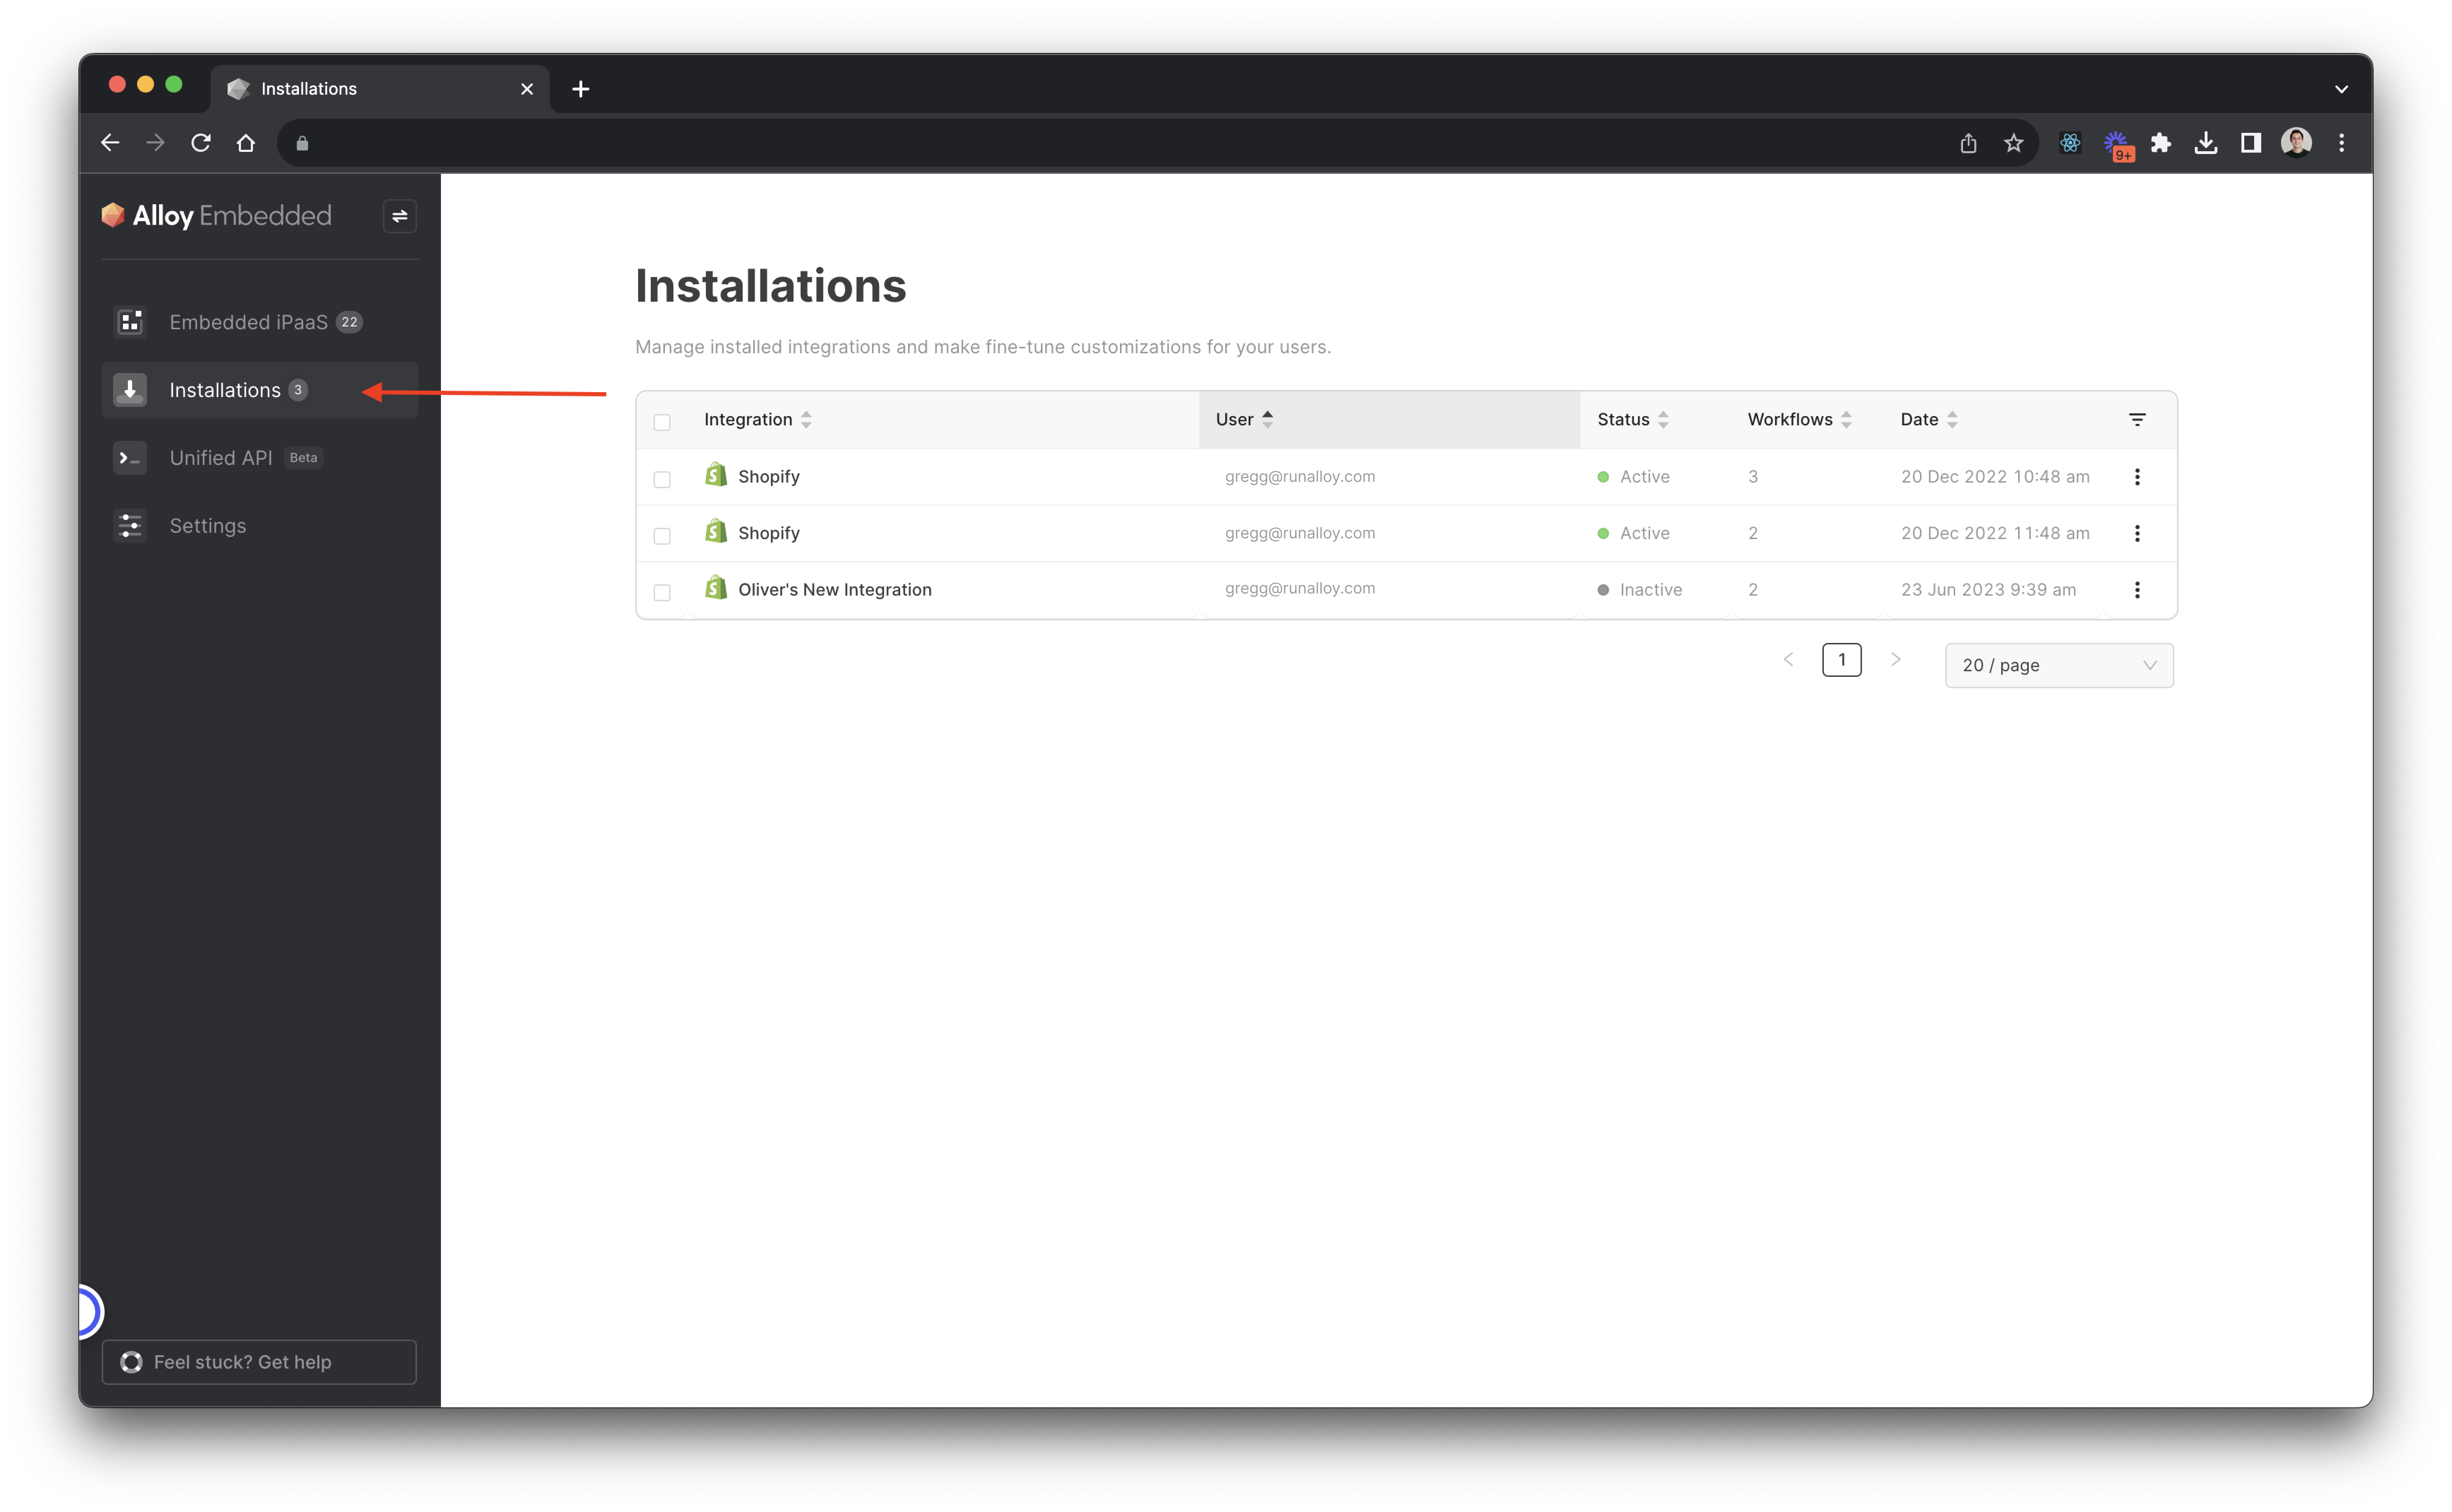 Installations
9+
Alloy Embedded
Embedded iPaaS 22
Installations 3
Unified API Beta
Settings
Feel stuck? Get help
Installations
Manage installed integrations and make fine-tune customizations for your users.
Integration User Status Workflows Date
Shopify gregg@runalloy.com Active 3 20 Dec 2022 10:48 am
Shopify gregg@runalloy.com Active 2 20 Dec 2022 11:48 am
Oliver's New Integration gregg@runalloy.com Inactive 2 23 Jun 2023 9:39 am
1 20 / page